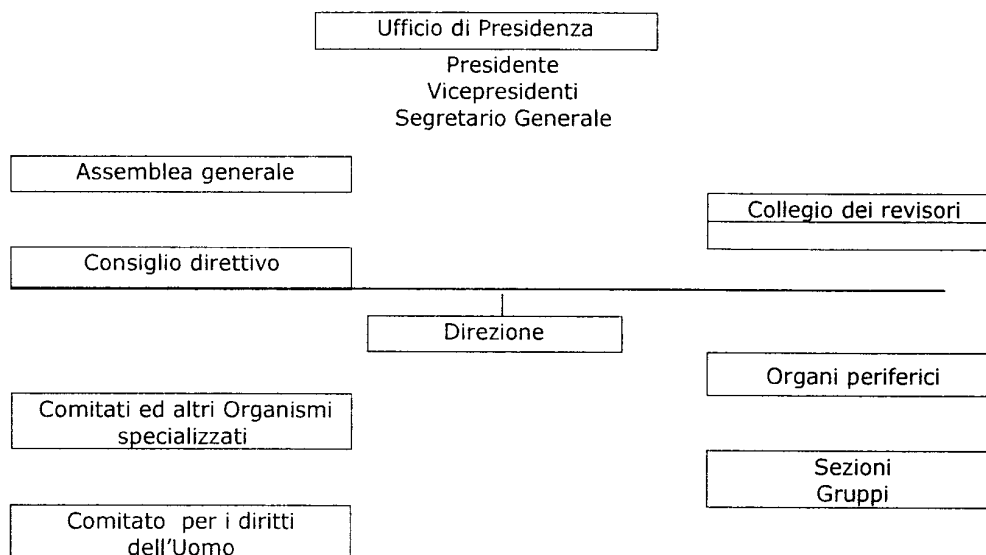 Ufficio di Presidenza
Presidente
Vicepresidenti
Segretario Generale
Assemblea generale
Collegio dei revisori
Consiglio direttivo
Direzione
Organi periferici
Comitati ed altri Organismi
specializzati
Sezioni
Gruppi
Comitato per i diritti
dell'Uomo